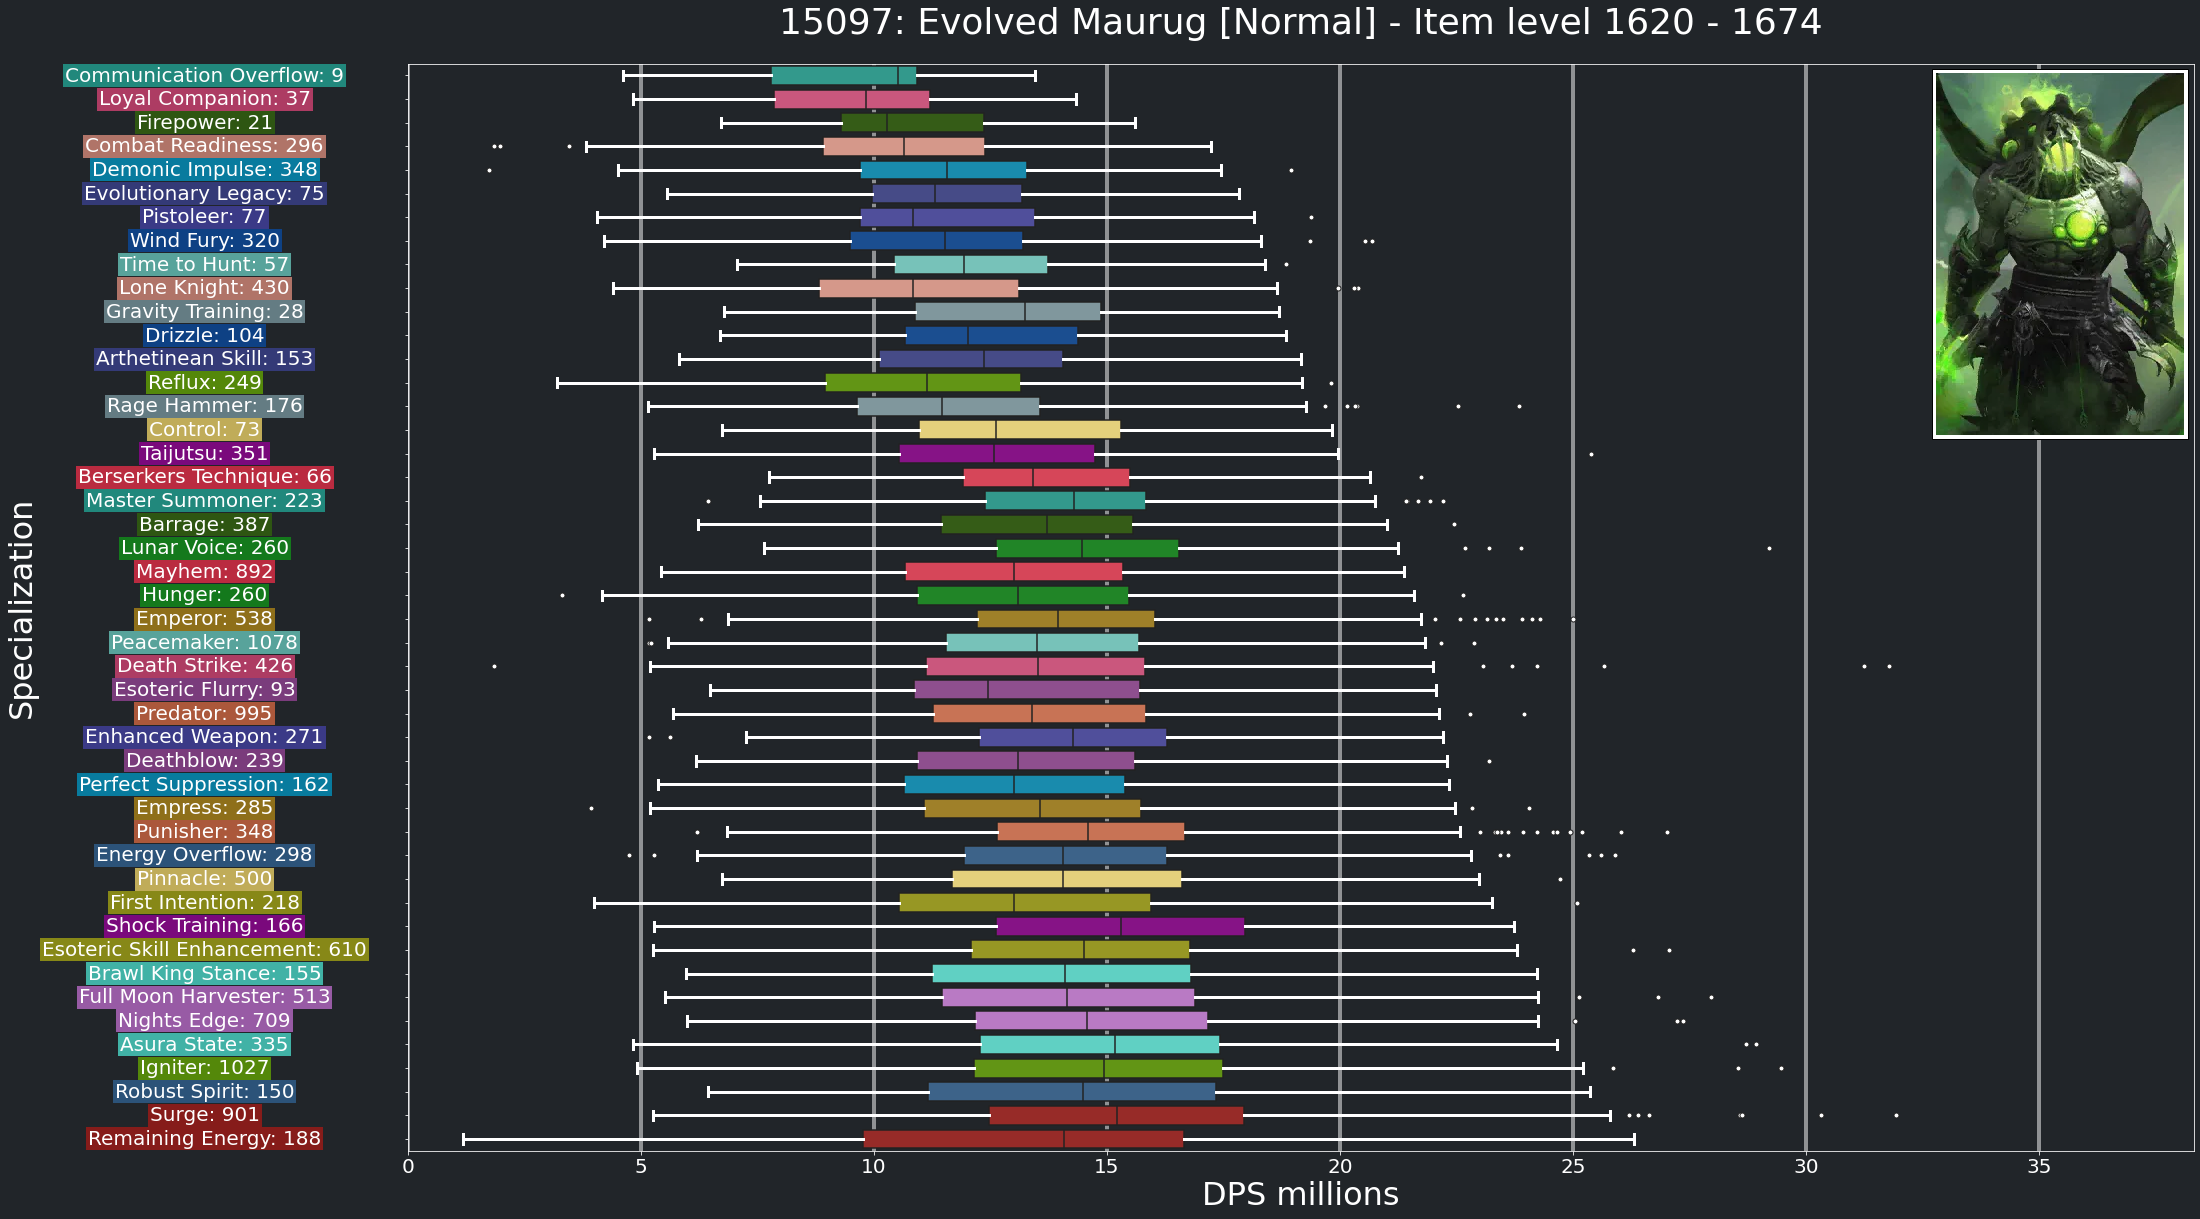 15097: Evolved Maurug [Normal] - Item level 1620 - 1674
Specialization
Communication Overflow: 9
Loyal Companion: 37
Firepower: 21
Combat Readiness: 296
Demonic Impulse: 348
Evolutionary Legacy: 75
Pistoleer: 77
Wind Fury: 320
Time to Hunt: 57
Lone Knight: 430
Gravity Training: 28
Drizzle: 104
Arthetinean Skill: 153
Reflux: 249
Rage Hammer: 176
Control: 73
Taijutsu: 351
Berserkers Technique: 66
Master Summoner: 223
Barrage: 387
Lunar Voice: 260
Mayhem: 892
Hunger: 260
Emperor: 538
Peacemaker: 1078
Death Strike: 426
Esoteric Flurry: 93
Predator: 995
Enhanced Weapon: 271
Deathblow: 239
Perfect Suppression: 162
Empress: 285
Punisher: 348
Energy Overflow: 298
Pinnacle: 500
First Intention: 218
Shock Training: 166
Esoteric Skill Enhancement: 610
Brawl King Stance: 155
Full Moon Harvester: 513
Nights Edge: 709
Asura State: 335
Igniter: 1027
Robust Spirit: 150
Surge: 901
Remaining Energy: 188
0 5 10 15 20 25 30 35
DPS millions